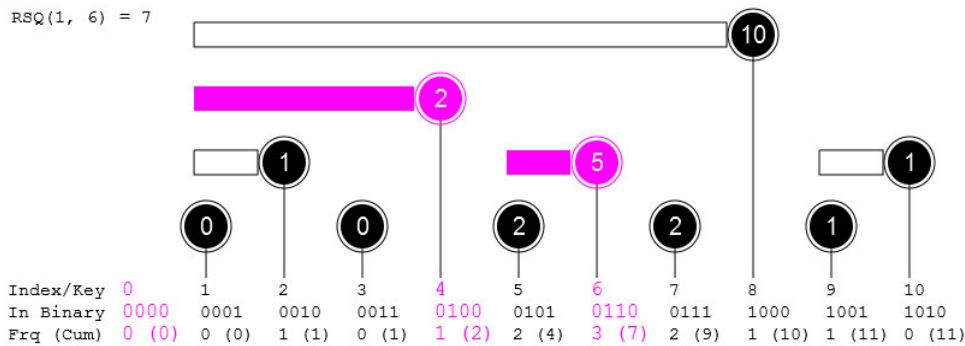 RSQ(1, 6) = 7
10
2
1 5 1
0 0 2 2 1
Index/Key 0 1 2 3 4 5 6 7 8 9 10
In Binary 0000 0001 0010 0011 0100 0101 0110 0111 1000 1001 1010
Frq (Cum) 0 (0) 0 (0) 1 (1) 0 (1) 1 (2) 2 (4) 3 (7) 2 (9) 1 (10) 1 (11) 0 (11)